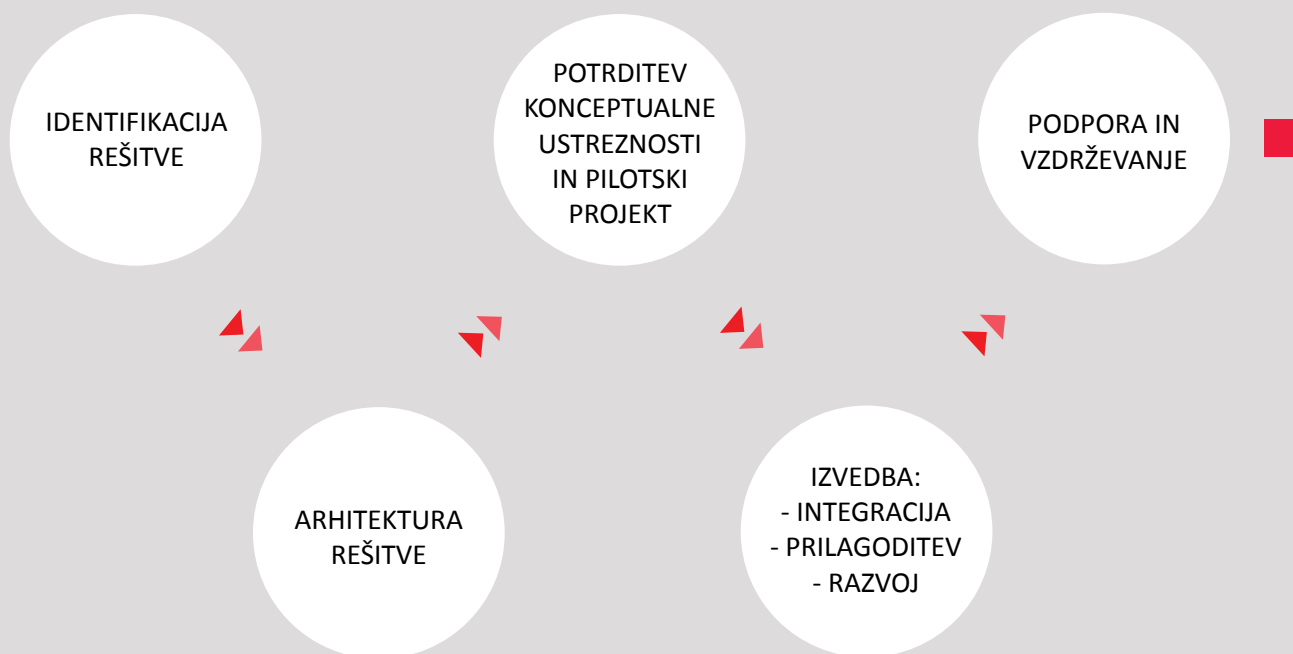 IDENTIFIKACIJA
REŠITVE
ARHITEKTURA
REŠITVE
POTRDITEV
KONCEPTUALNE
USTREZNOSTI
IN PILOTSKI
PROJEKT
IZVEDBA:
- INTEGRACIJA
- PRILAGODITEV
- RAZVOJ
PODPORA IN
VZDRŽEVANJE